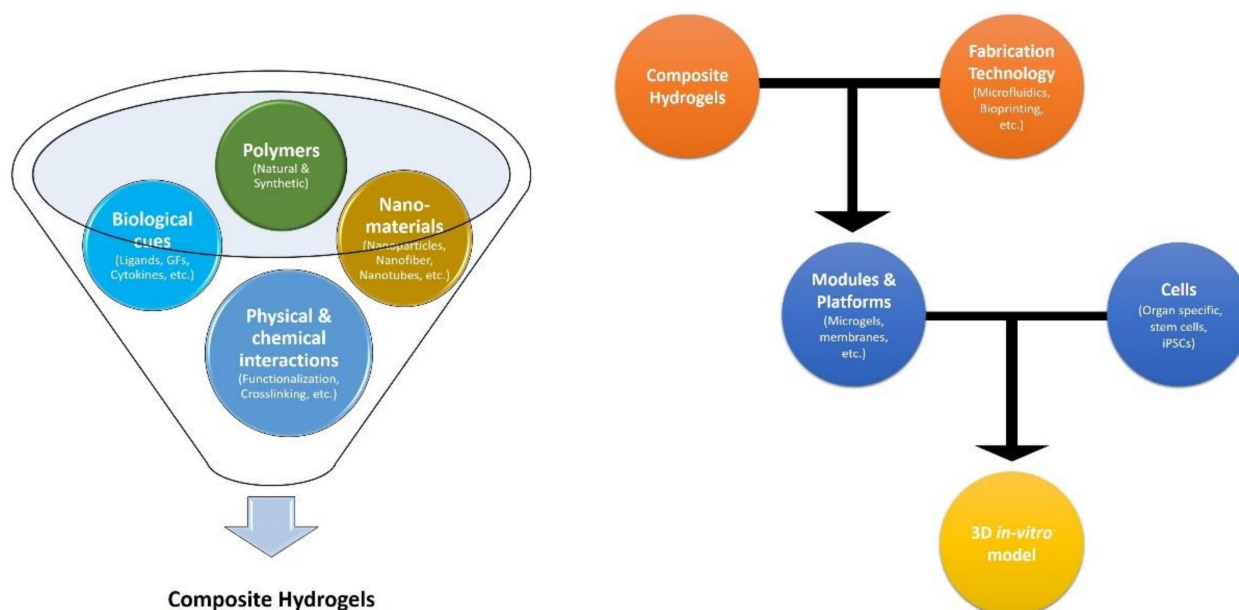 Polymers
(Natural &
Synthetic)
Biological
cues
(Ligands, GFs,
Cytokines, etc.)
Nano-
materials
(Nanoparticles,
Nanofiber,
Nanotubes, etc.)
Physical &
chemical
interactions
(Functionalization,
Crosslinking, etc.)
Composite Hydrogels
Composite
Hydrogels
Fabrication
Technology
(Microfluidics,
Bioprinting,
etc.)
Modules &
Platforms
(Microgels,
membranes,
etc.)
Cells
(Organ specific,
stem cells,
iPSCs)
3D in-vitro
model